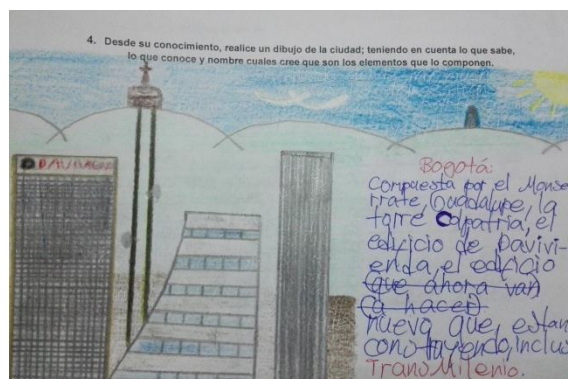 4. Desde su conocimiento, realice un dibujo de la ciudad; teniendo en cuenta lo que sabe,
lo que conoce y nombre cuales cree que son los elementos que lo componen.
Bogotá:
Compuesta por el Monse
rrate, Guadalupe, la
torre Colpatria, el
edificio de Davivi-
enda, el edificio
(que ahora van
a hacer)
nuevo que estan
construyendo, inclus
TransMilenio.